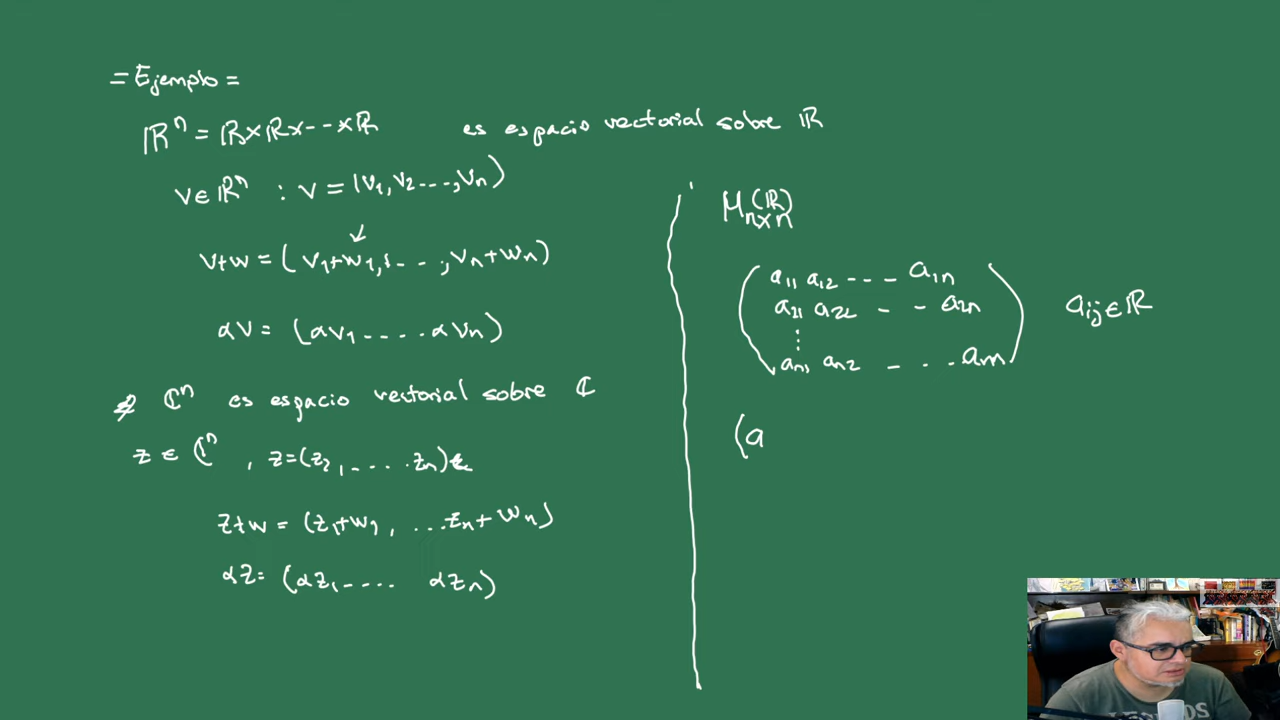 = Ejemplo =
ℝⁿ = ℝ×ℝ×---×ℝ es espacio vectorial sobre ℝ
v∈ℝⁿ : v = (v₁, v₂ ..., vₙ)
v+w = (v₁+w₁, ..., vₙ+wₙ)
αv = (αv₁ .... αvₙ)
ℂⁿ es espacio vectorial sobre ℂ
z ∈ ℂⁿ , z=(z₂, .... zₙ)
z+w = (z₁+w₁, ...zₙ+wₙ)
αz= (αz₁ .... αzₙ)
Mₙₓₙ(ℝ)
a₁₁ a₁₂ --- a₁ₙ
a₂₁ a₂₂ - - a₂ₙ aᵢⱼ∈ℝ
⋮
aₙ₁ aₙ₂ - .. aₙₙ
(a